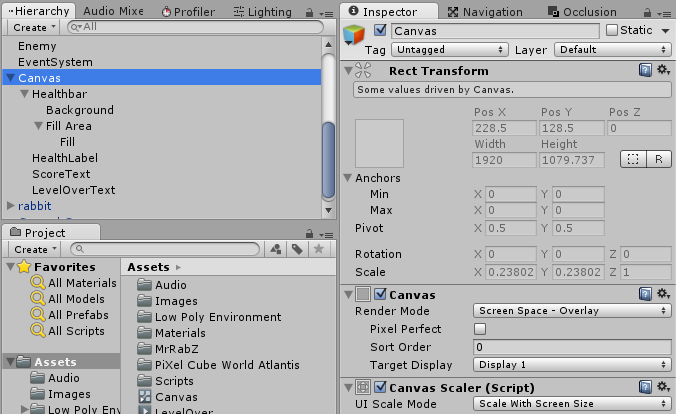 Hierarchy Audio Mixe Profiler Lighting
Create All
Enemy
EventSystem
Canvas
Healthbar
Background
Fill Area
Fill
HealthLabel
ScoreText
LevelOverText
rabbit
Project
Create
Favorites
All Materials
All Models
All Prefabs
All Scripts
Assets
Audio
Images
Low Poly Env
Assets
Audio
Images
Low Poly Environment
Materials
MrRabZ
PiXel Cube World Atlantis
Scripts
Canvas
LevelOver
Inspector Navigation Occlusion
Canvas Static
Tag Untagged Layer Default
Rect Transform
Some values driven by Canvas.
Pos X Pos Y Pos Z
228.5 128.5 0
Width Height
1920 1079.737 R
Anchors
Min X 0 Y 0
Max X 0 Y 0
Pivot X 0.5 Y 0.5
Rotation X 0 Y 0 Z 0
Scale X 0.23802 Y 0.23802 Z 1
Canvas
Render Mode Screen Space - Overlay
Pixel Perfect
Sort Order 0
Target Display Display 1
Canvas Scaler (Script)
UI Scale Mode Scale With Screen Size